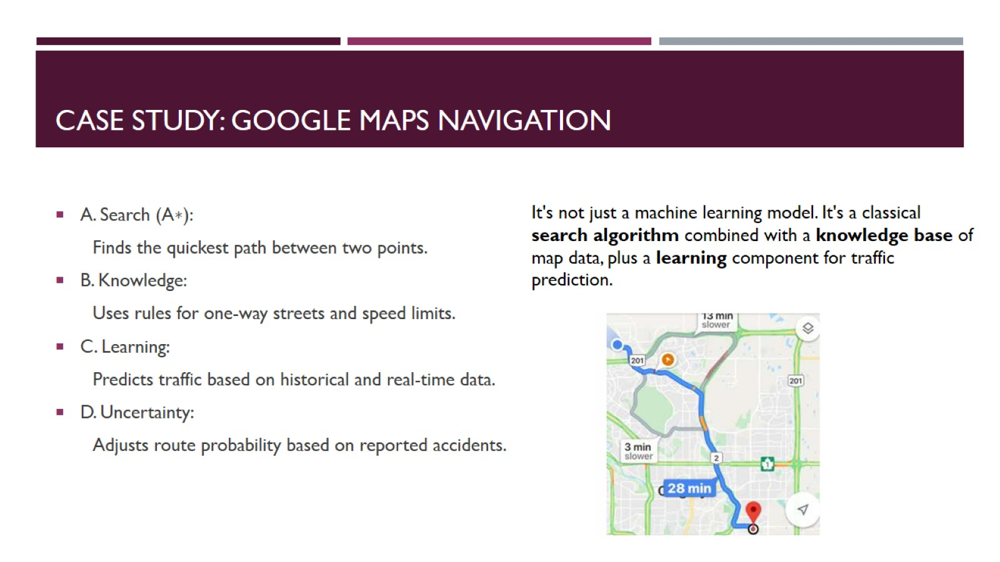 CASE STUDY: GOOGLE MAPS NAVIGATION
A. Search (A*):
Finds the quickest path between two points.
B. Knowledge:
Uses rules for one-way streets and speed limits.
C. Learning:
Predicts traffic based on historical and real-time data.
D. Uncertainty:
Adjusts route probability based on reported accidents.
It's not just a machine learning model. It's a classical
search algorithm combined with a knowledge base of
map data, plus a learning component for traffic
prediction.
13 min
slower
201
201
3 min
slower
2
1
28 min